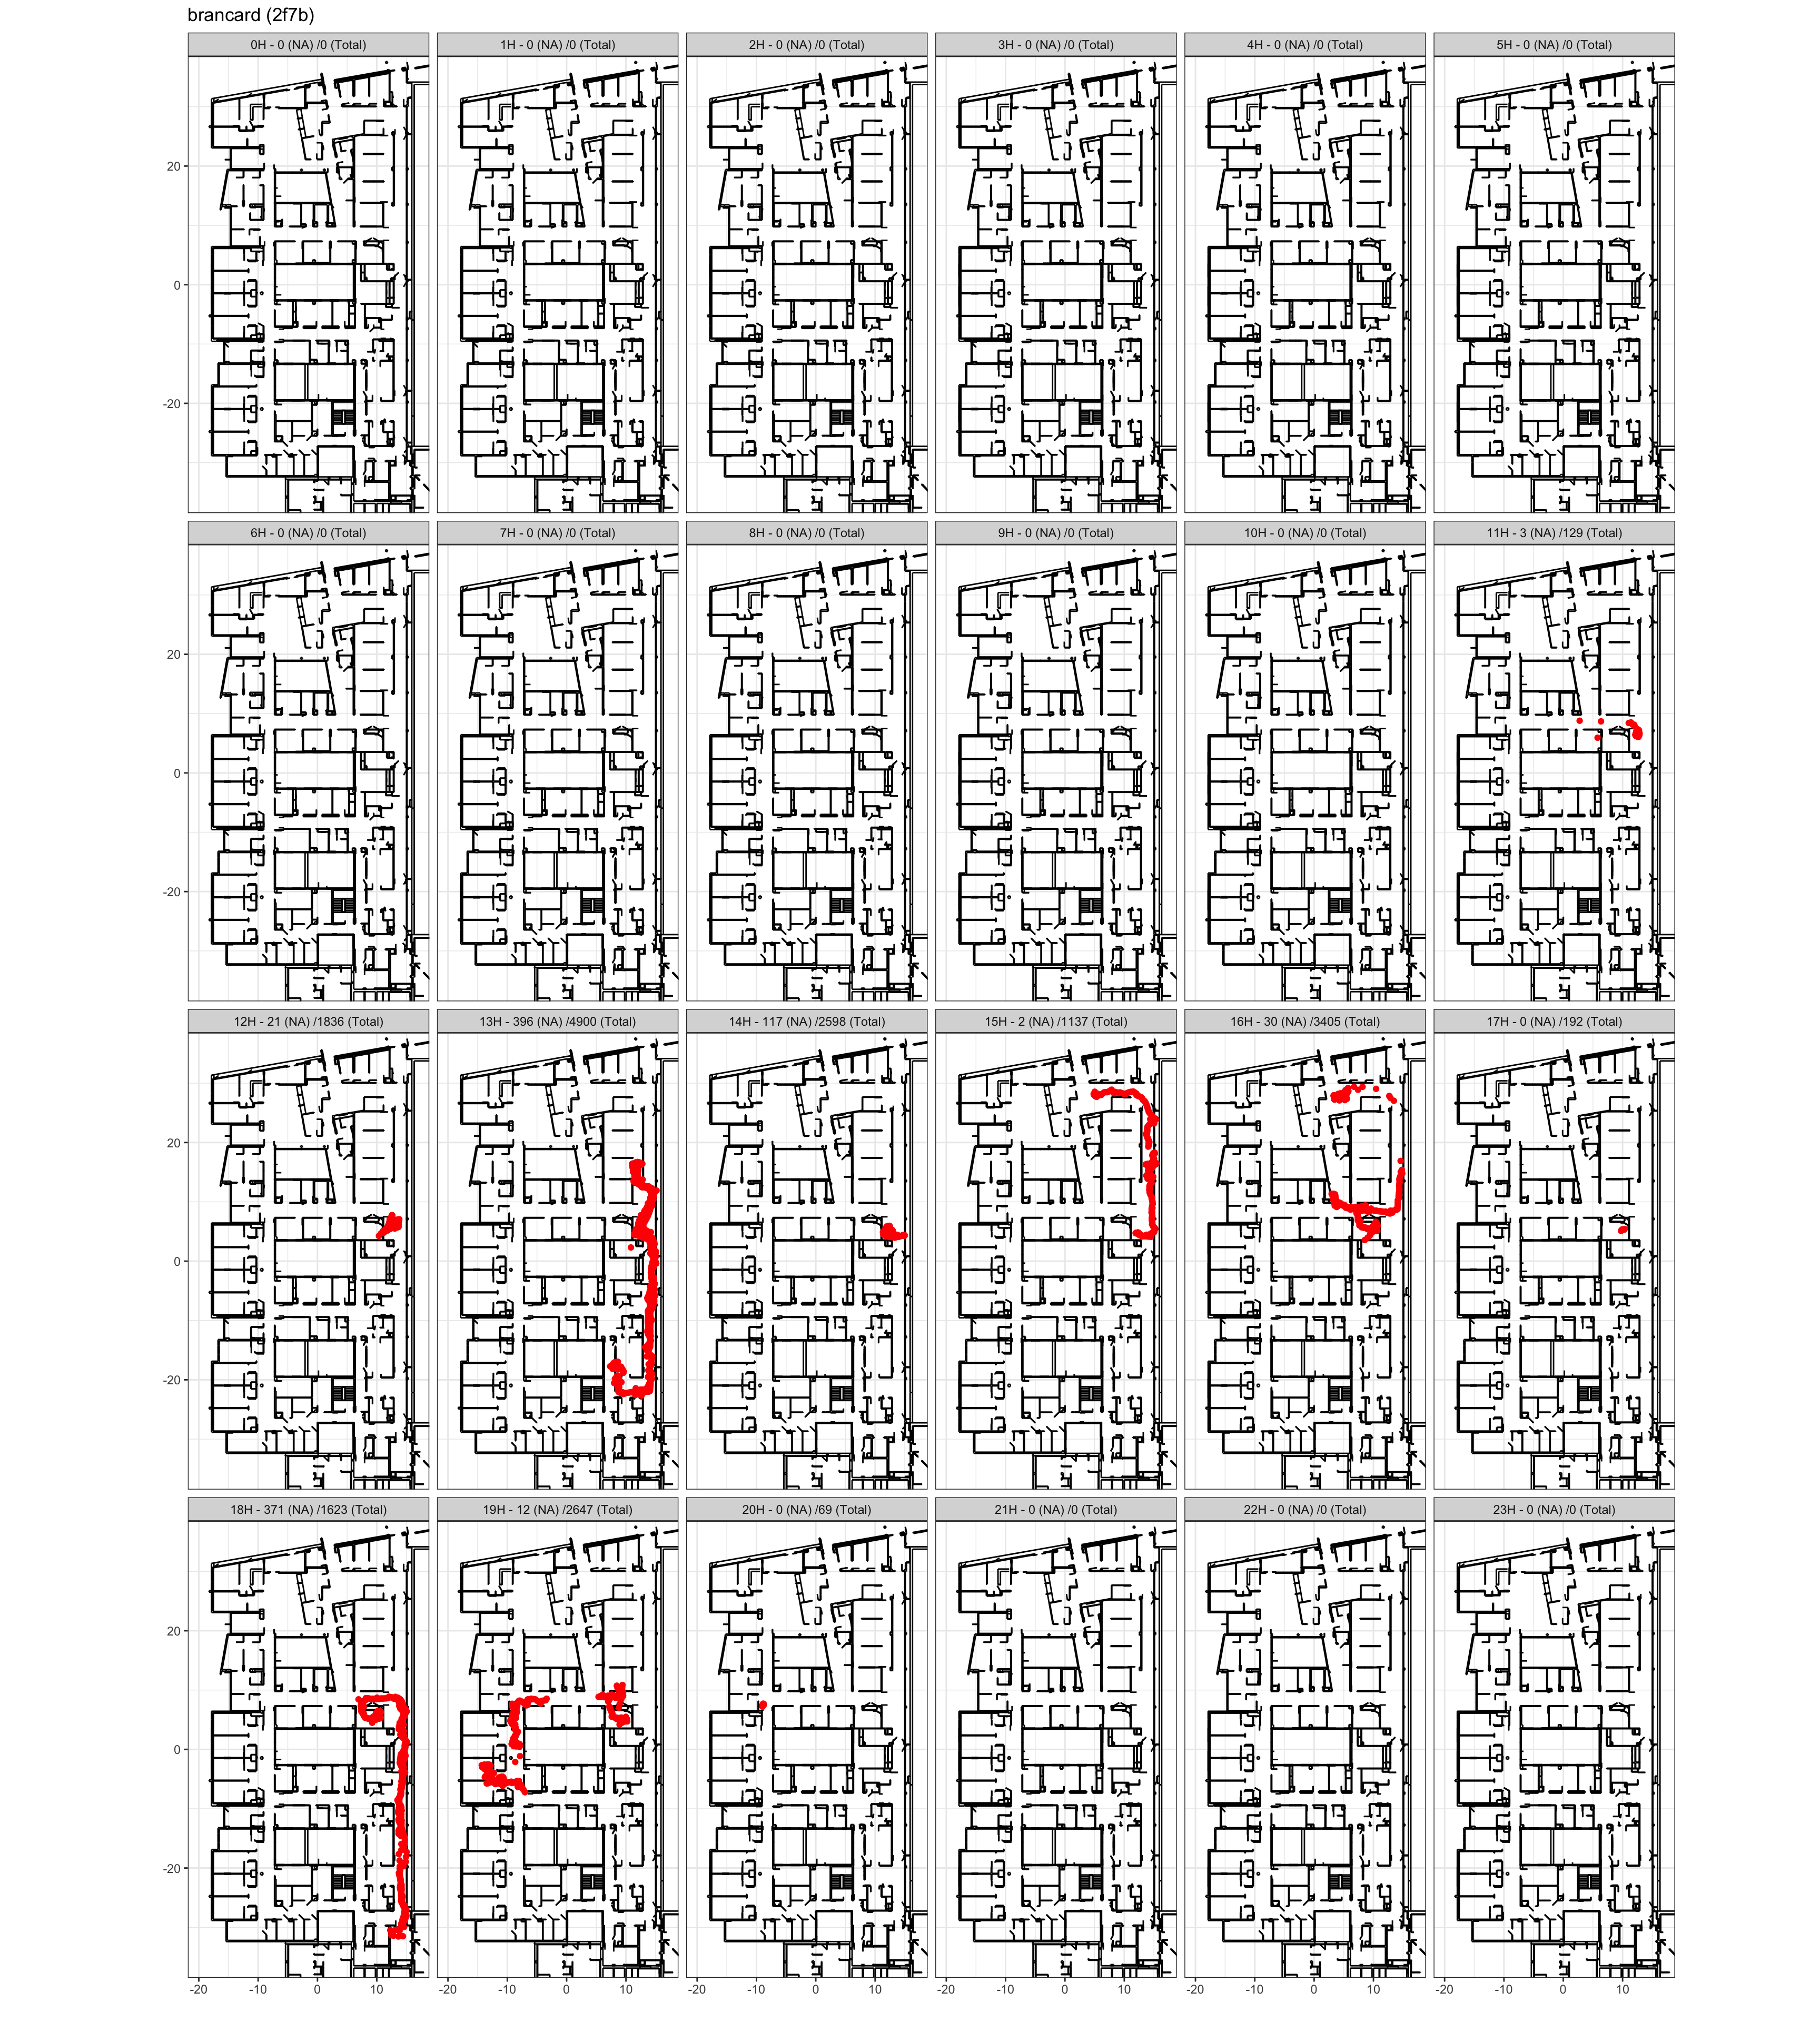 brancard (2f7b)
0H - 0 (NA) /0 (Total)
1H - 0 (NA) /0 (Total)
2H - 0 (NA) /0 (Total)
3H - 0 (NA) /0 (Total)
4H - 0 (NA) /0 (Total)
5H - 0 (NA) /0 (Total)
20
0
-20
6H - 0 (NA) /0 (Total)
7H - 0 (NA) /0 (Total)
8H - 0 (NA) /0 (Total)
9H - 0 (NA) /0 (Total)
10H - 0 (NA) /0 (Total)
11H - 3 (NA) /129 (Total)
20
0
-20
12H - 21 (NA) /1836 (Total)
13H - 396 (NA) /4900 (Total)
14H - 117 (NA) /2598 (Total)
15H - 2 (NA) /1137 (Total)
16H - 30 (NA) /3405 (Total)
17H - 0 (NA) /192 (Total)
20
0
-20
18H - 371 (NA) /1623 (Total)
19H - 12 (NA) /2647 (Total)
20H - 0 (NA) /69 (Total)
21H - 0 (NA) /0 (Total)
22H - 0 (NA) /0 (Total)
23H - 0 (NA) /0 (Total)
20
0
-20
-20 -10 0 10
-20 -10 0 10
-20 -10 0 10
-20 -10 0 10
-20 -10 0 10
-20 -10 0 10